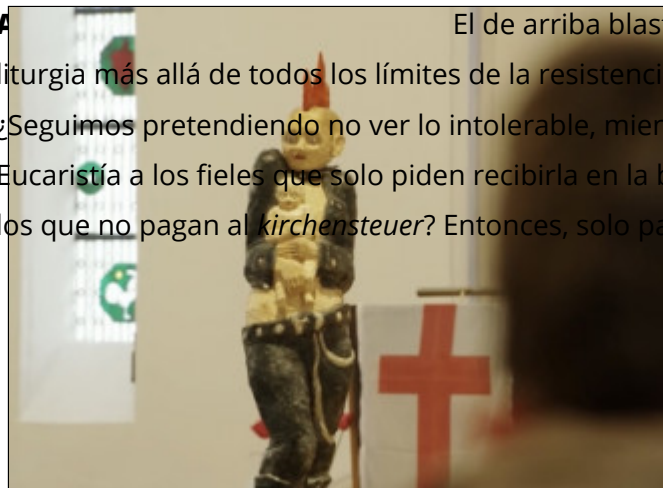 El de arriba blas
liturgia más allá de todos los límites de la resistenci
¿Seguimos pretendiendo no ver lo intolerable, mien
Eucaristía a los fieles que solo piden recibirla en la b
los que no pagan al kirchensteuer? Entonces, solo pa